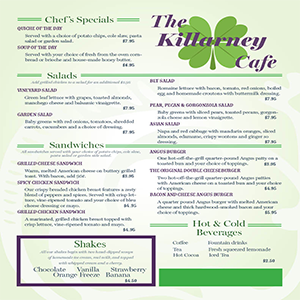 Chef's Specials
QUICHE OF THE DAY
Served with a choice of potato chips, cole slaw, pasta
salad or garden salad.
$7.95
SOUP OF THE DAY
Served with your choice of fresh from the oven corn-
bread or brioche and house-made honey butter.
$4.95
Salads
Add grilled chicken to a salad for an additional
VINEYARD SALAD
Green leaf lettuce with grapes, toasted almonds,
mandarin cheese and balsamic vinaigrette.
$7.95
GARDEN SALAD
Baby greens with red onions, tomatoes, shredded
carrots, cucumbers and a choice of dressing.
$7.95
Sandwiches
All sandwiches served with your choice of potato chips, cole slaw,
pasta salad or garden side salad.
GRILLED CHEESE SANDWICH
Warm, melted American cheese on buttery grilled
toast. With bacon, add
$5.95
SPICY CHICKEN SANDWICH
Our crispy breaded chicken breast features a zesty
blend of peppers and spices. Served with crisp let-
tuce, vine-ripened tomato and your choice of bleu
cheese dressing or mayo.
$6.95
GRILLED CHICKEN SANDWICH
A marinated, grilled chicken breast topped with
crisp lettuce, vine-ripened tomato and mayo.
$6.95
Shakes
All our shakes begin with two hand-dipped scoops
of homemade ice cream, real milk, and topped
with whipped cream and a cherry.
Chocolate Vanilla Strawberry
Orange Freeze Banana
$4.50
The
Killarney
Cafe
BLT SALAD
Romaine lettuce with bacon, tomato, red onions, boiled
egg and homemade croutons with buttermilk dressing.
$7.95
PEAR, PECAN & GORGONZOLA SALAD
Baby greens with sliced pears, toasted pecans, gorgon-
zola cheese and lemon vinaigrette.
$7.95
ASIAN SALAD
Napa and red cabbage with mandarin oranges, sliced
almonds, edamame, crispy wontons and ginger as
dressing.
$7.95
ANGUS BURGER
One hot-off-the-grill quarter-pound Angus patty on a
toasted bun and your choice of toppings.
$5.95
THE ORIGINAL DOUBLE CHEESEBURGER
Two hot-off-the-grill quarter-pound Angus patties
with American cheese on a toasted bun and your choice
of toppings.
$6.95
BACON AND CHEESE ANGUS BURGER
A quarter pound Angus burger with melted American
cheese and thick hardwood-smoked bacon and your
choice of toppings.
$6.95
Hot & Cold
Beverages
Coffee Fountain drinks
Tea Fresh squeezed lemonade
Hot Cocoa Iced Tea
$2.50